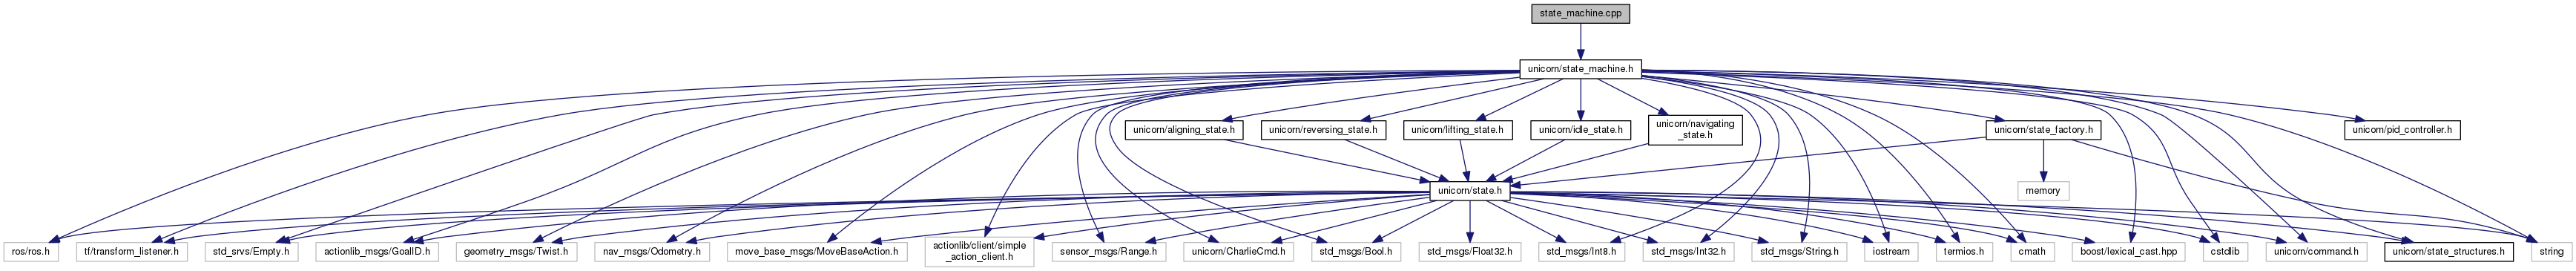 state_machine.cpp
unicorn/state_machine.h
unicorn/aligning_state.h
unicorn/reversing_state.h
unicorn/lifting_state.h
unicorn/idle_state.h
unicorn/navigating
_state.h
unicorn/state_factory.h
unicorn/pid_controller.h
unicorn/state.h
memory
ros/ros.h
tf/transform_listener.h
std_srvs/Empty.h
actionlib_msgs/GoalID.h
geometry_msgs/Twist.h
nav_msgs/Odometry.h
move_base_msgs/MoveBaseAction.h
actionlib/client/simple
_action_client.h
sensor_msgs/Range.h
unicorn/CharlieCmd.h
std_msgs/Bool.h
std_msgs/Float32.h
std_msgs/Int8.h
std_msgs/Int32.h
std_msgs/String.h
iostream
termios.h
cmath
boost/lexical_cast.hpp
cstdlib
unicorn/command.h
unicorn/state_structures.h
string